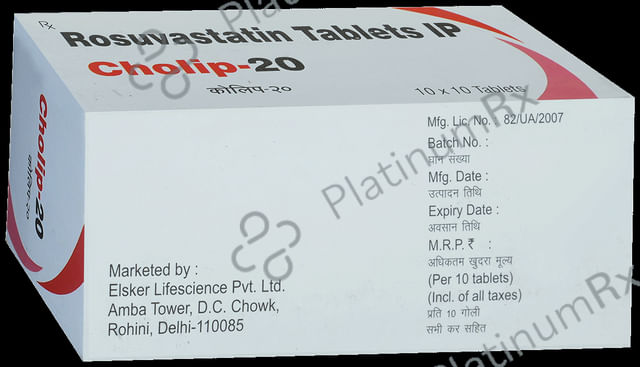 Rx
Rosuvastatin Tablets IP
Cholip-20
कोलिप-२०
10 x 10 Tablets
Cholip-20
कोलिप-२०
Mfg. Lic. No. : 82/UA/2007
Batch No. :
घान संख्या
Mfg. Date :
उत्पादन तिथि
Expiry Date :
अवसान तिथि
M.R.P. ₹ :
अधिकतम खुदरा मूल्य
(Per 10 tablets)
(Incl. of all taxes)
प्रति 10 गोली
सभी कर सहित
Marketed by :
Elsker Lifescience Pvt. Ltd.
Amba Tower, D.C. Chowk,
Rohini, Delhi-110085
PlatinumRx
PlatinumRx